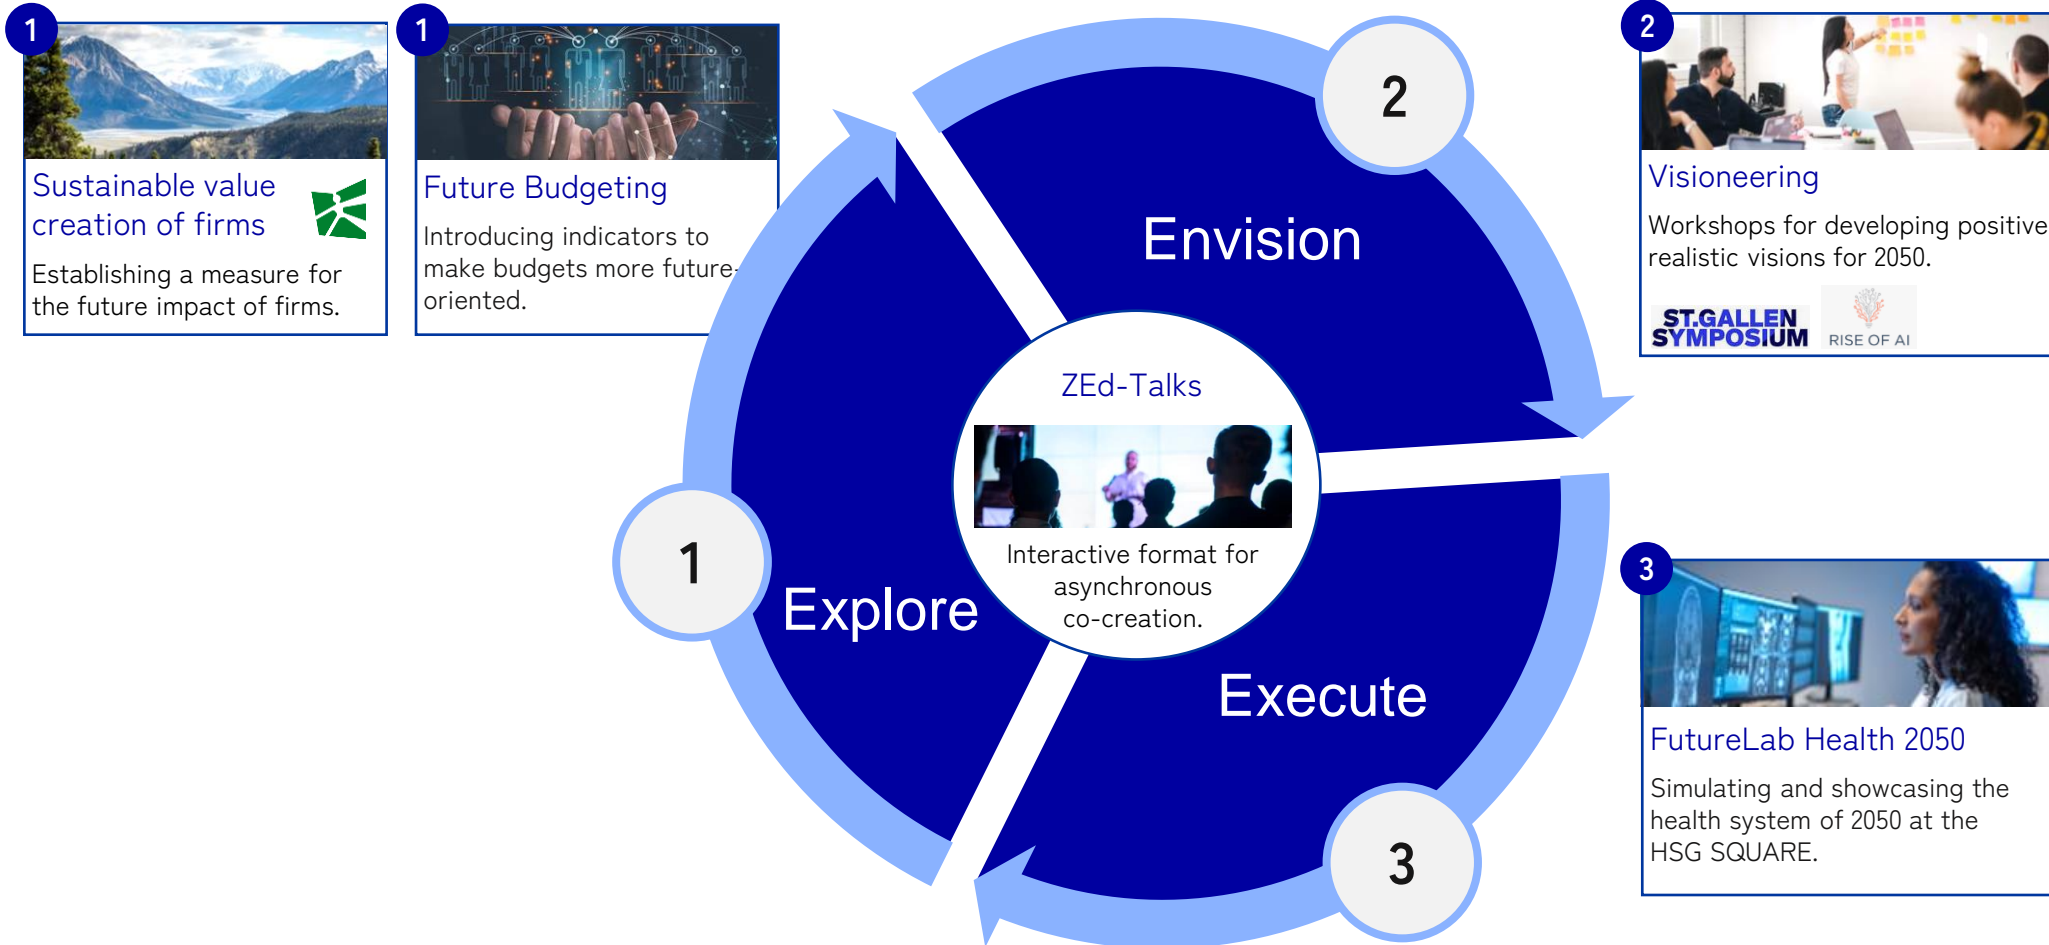 1
Sustainable value
creation of firms
Establishing a measure for
the future impact of firms.
1
Future Budgeting
Introducing indicators to
make budgets more future-
oriented.
2
Envision
1
Explore
3
Execute
ZEd-Talks
Interactive format for
asynchronous
co-creation.
2
Visioneering
Workshops for developing positive
realistic visions for 2050.
ST.GALLEN
SYMPOSIUM
RISE OF AI
3
FutureLab Health 2050
Simulating and showcasing the
health system of 2050 at the
HSG SQUARE.